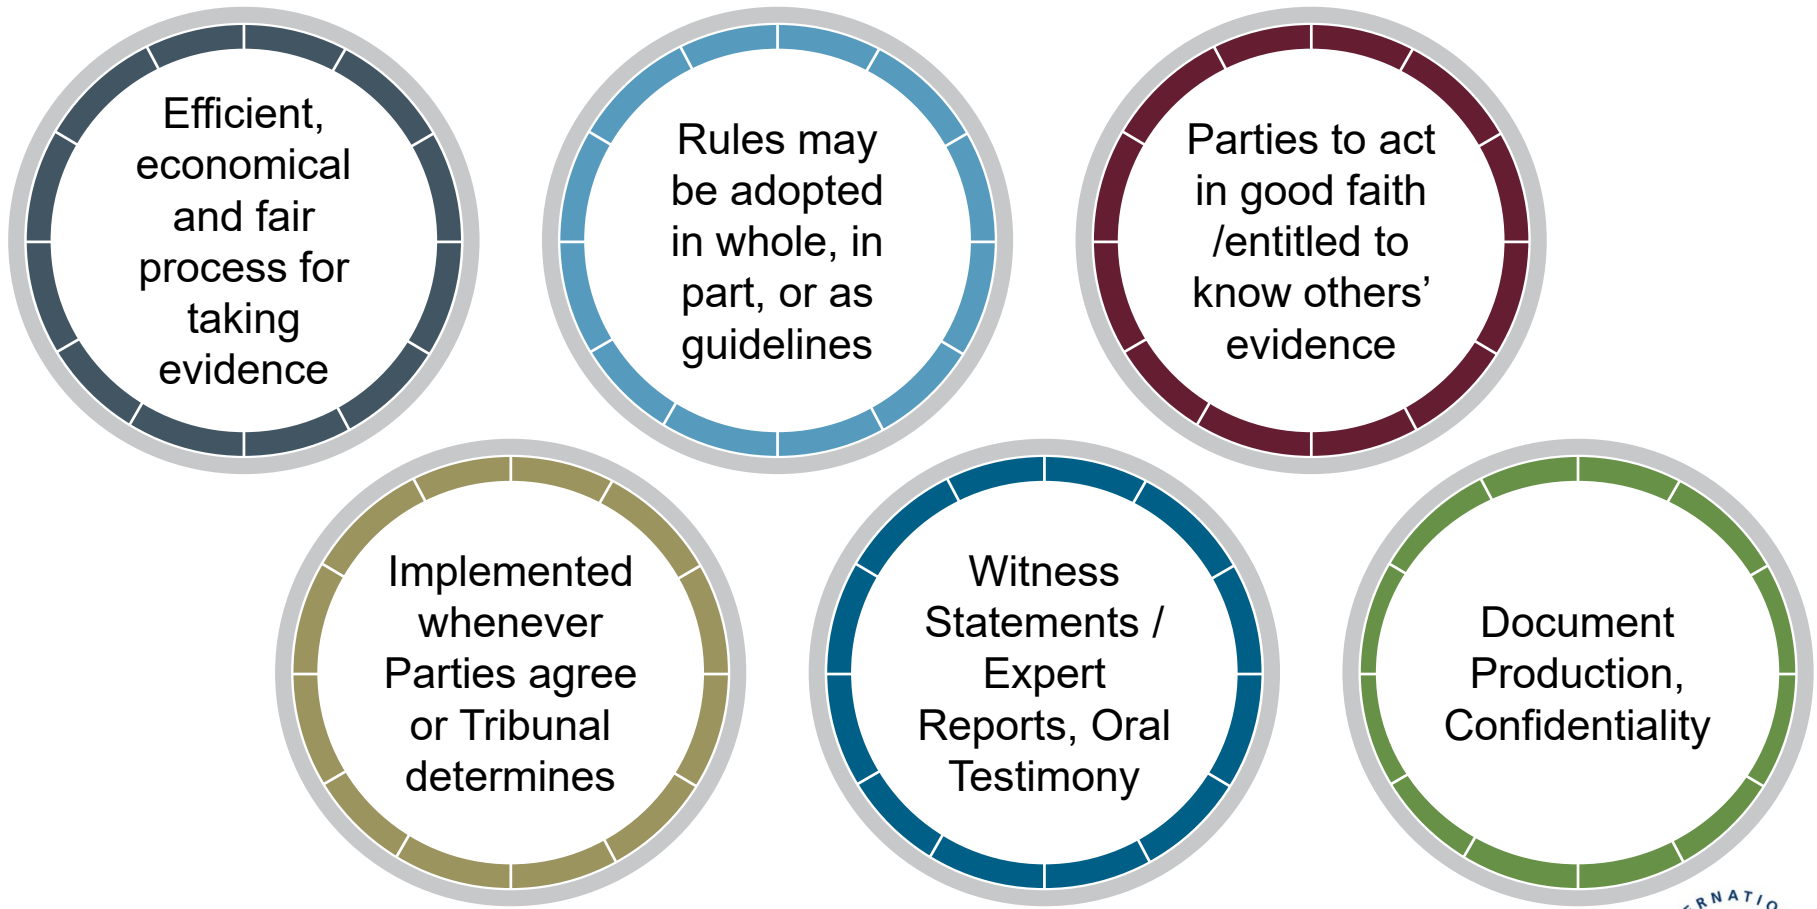 Efficient,
economical
and fair
process for
taking
evidence
Rules may
be adopted
in whole, in
part, or as
guidelines
Parties to act
in good faith
/entitled to
know others’
evidence
Implemented
whenever
Parties agree
or Tribunal
determines
Witness
Statements /
Expert
Reports, Oral
Testimony
Document
Production,
Confidentiality